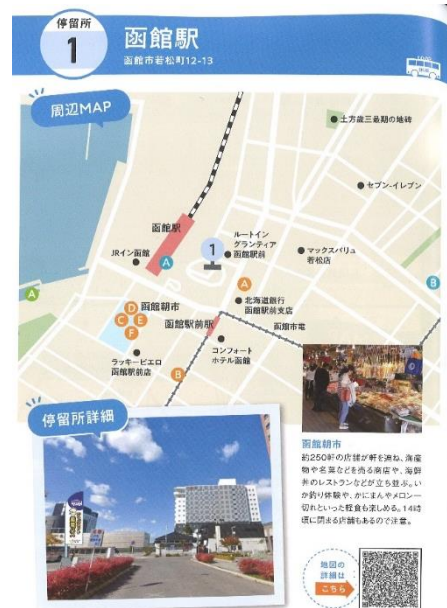 停留所
1
函館駅
函館市若松町12-13
周辺MAP
土方歳三最期の地碑
セブン-イレブン
函館駅
ルートイン
グランティア
函館駅前
マックスバリュ
若松店
JRイン函館
1
A
A
A
B
D
C
E
F
函館朝市
北海道銀行
函館駅前支店
函館駅前駅
函館市電
コンフォート
ホテル函館
ラッキーピエロ
函館駅前店
B
停留所詳細
函館朝市
約250軒の店舗が軒を連ね、海産
物や名菓などを売る商店や、海鮮
丼のレストランなどが立ち並ぶ。い
か釣り体験や、かにまんやメロン一
切れといった軽食も楽しめる。14時
頃に閉まる店舗もあるので注意。
地図の
詳細は
こちら